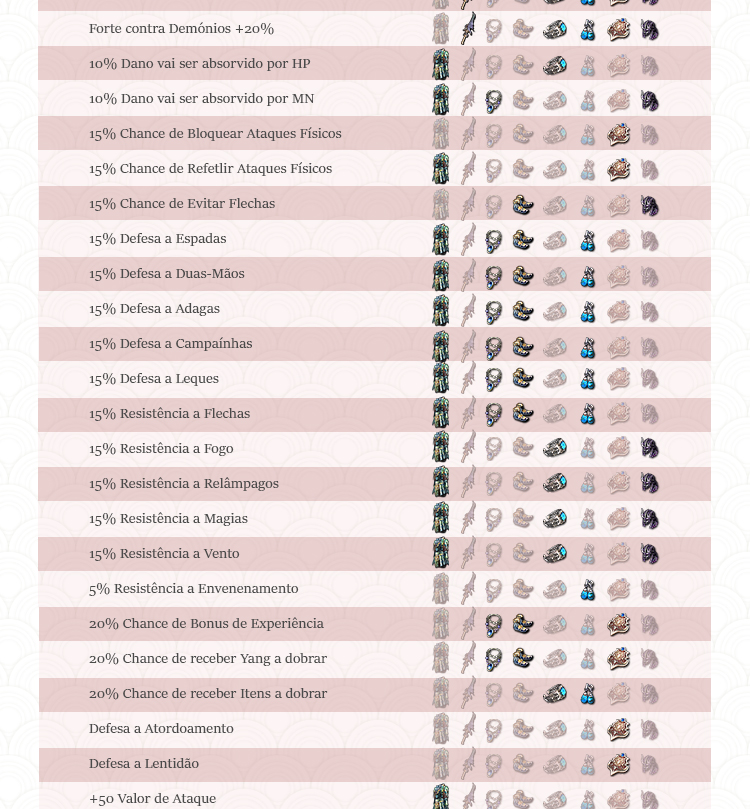 Forte contra Demónios +20%
10% Dano vai ser absorvido por HP
10% Dano vai ser absorvido por MN
15% Chance de Bloquear Ataques Físicos
15% Chance de Refetlir Ataques Físicos
15% Chance de Evitar Flechas
15% Defesa a Espadas
15% Defesa a Duas-Mãos
15% Defesa a Adagas
15% Defesa a Campaínhas
15% Defesa a Leques
15% Resistência a Flechas
15% Resistência a Fogo
15% Resistência a Relâmpagos
15% Resistência a Magias
15% Resistência a Vento
5% Resistência a Envenenamento
20% Chance de Bonus de Experiência
20% Chance de receber Yang a dobrar
20% Chance de receber Itens a dobrar
Defesa a Atordoamento
Defesa a Lentidão
+50 Valor de Ataque